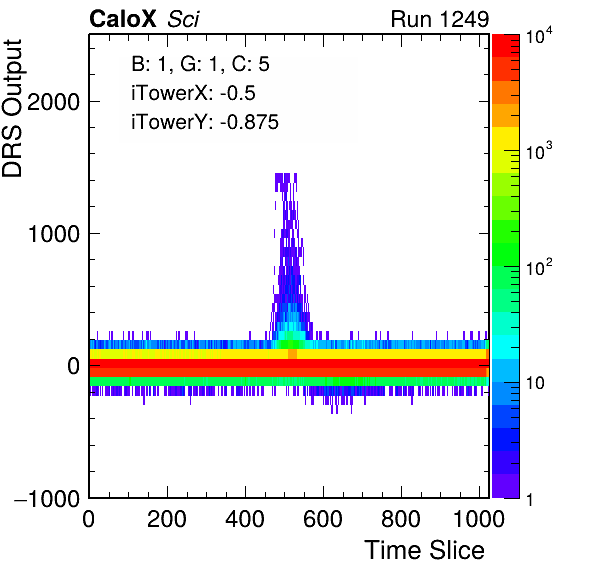 CaloX Sci Run 1249
DRS Output
B: 1, G: 1, C: 5
iTowerX: -0.5
iTowerY: -0.875
2000
1000
0
−1000
0 200 400 600 800 1000
Time Slice
10^4
10^3
10^2
10
1